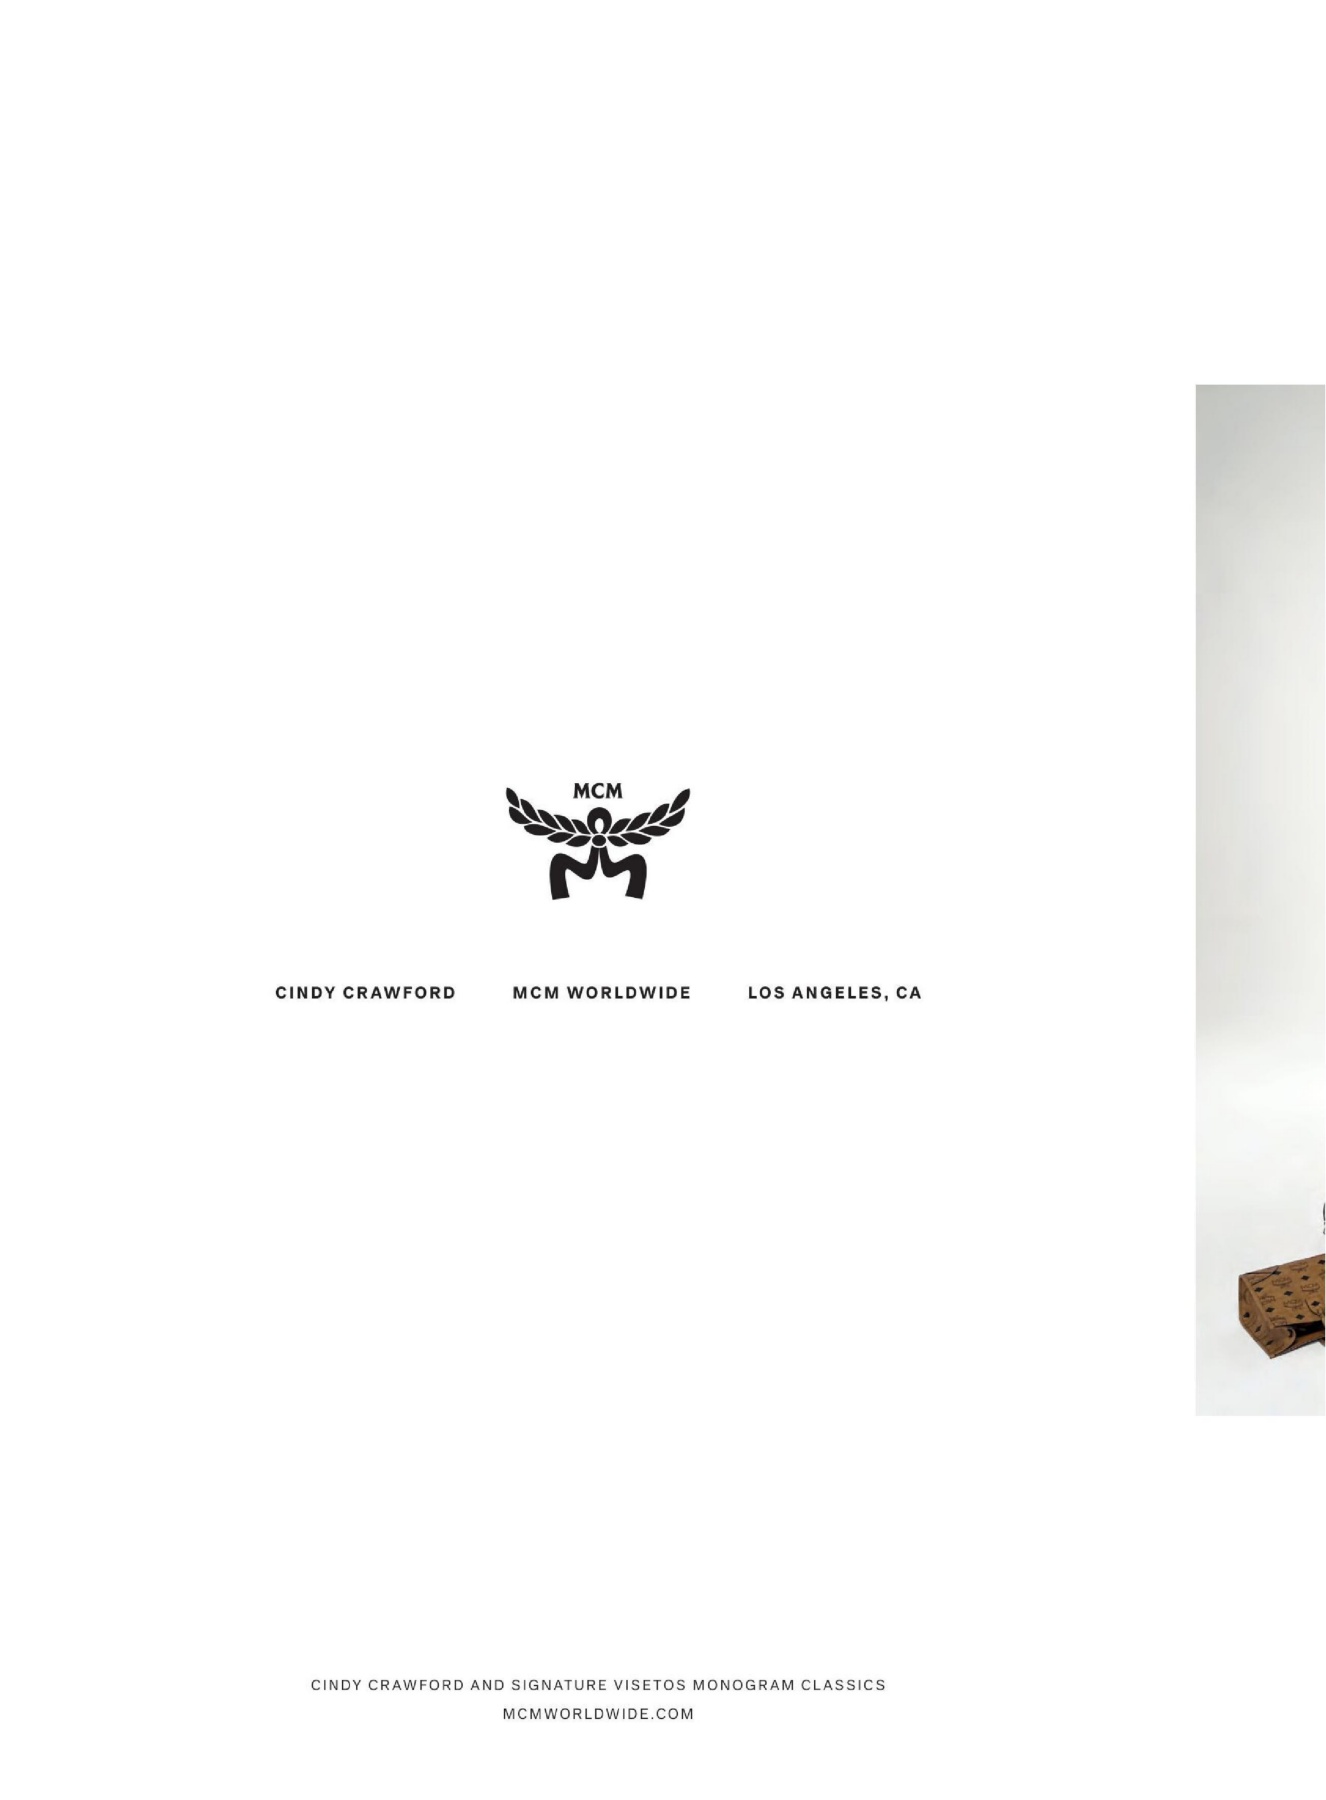 MCM
CINDY CRAWFORD MCM WORLDWIDE LOS ANGELES, CA
CINDY CRAWFORD AND SIGNATURE VISETOS MONOGRAM CLASSICS
MCMWORLDWIDE.COM